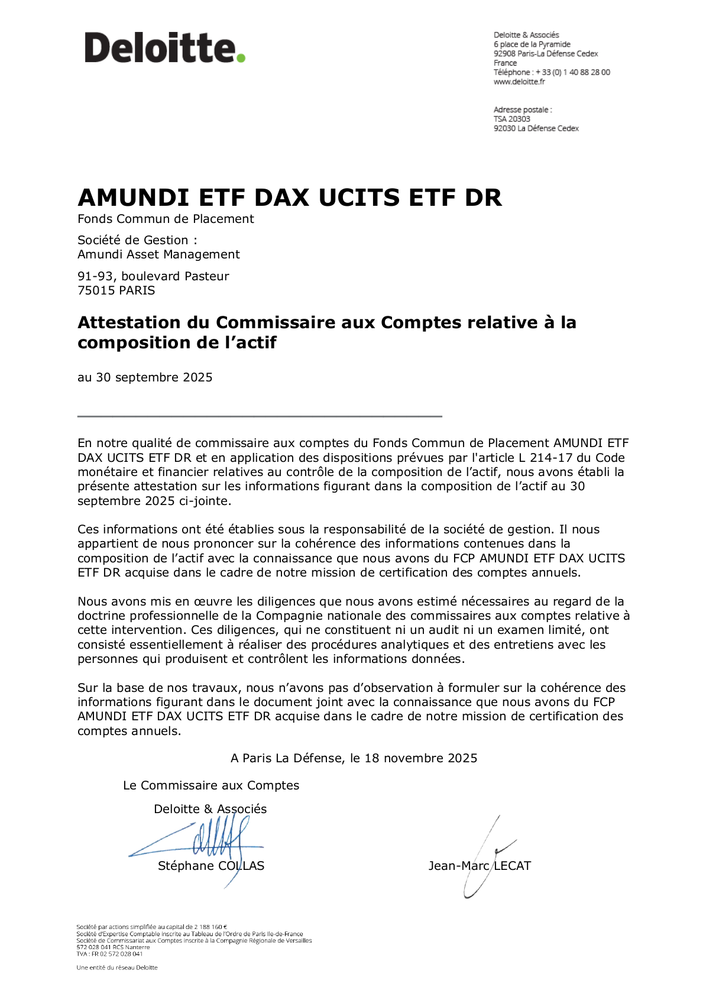 Deloitte.
Deloitte & Associés
6 place de la Pyramide
92908 Paris-La Défense Cedex
France
Téléphone : + 33 (0) 1 40 88 28 00
www.deloitte.fr
Adresse postale :
TSA 20303
92030 La Défense Cedex
AMUNDI ETF DAX UCITS ETF DR
Fonds Commun de Placement
Société de Gestion :
Amundi Asset Management
91-93, boulevard Pasteur
75015 PARIS
Attestation du Commissaire aux Comptes relative à la
composition de l’actif
au 30 septembre 2025
En notre qualité de commissaire aux comptes du Fonds Commun de Placement AMUNDI ETF
DAX UCITS ETF DR et en application des dispositions prévues par l'article L 214-17 du Code
monétaire et financier relatives au contrôle de la composition de l’actif, nous avons établi la
présente attestation sur les informations figurant dans la composition de l’actif au 30
septembre 2025 ci-jointe.
Ces informations ont été établies sous la responsabilité de la société de gestion. Il nous
appartient de nous prononcer sur la cohérence des informations contenues dans la
composition de l’actif avec la connaissance que nous avons du FCP AMUNDI ETF DAX UCITS
ETF DR acquise dans le cadre de notre mission de certification des comptes annuels.
Nous avons mis en œuvre les diligences que nous avons estimé nécessaires au regard de la
doctrine professionnelle de la Compagnie nationale des commissaires aux comptes relative à
cette intervention. Ces diligences, qui ne constituent ni un audit ni un examen limité, ont
consisté essentiellement à réaliser des procédures analytiques et des entretiens avec les
personnes qui produisent et contrôlent les informations données.
Sur la base de nos travaux, nous n’avons pas d’observation à formuler sur la cohérence des
informations figurant dans le document joint avec la connaissance que nous avons du FCP
AMUNDI ETF DAX UCITS ETF DR acquise dans le cadre de notre mission de certification des
comptes annuels.
A Paris La Défense, le 18 novembre 2025
Le Commissaire aux Comptes
Deloitte & Associés
Stéphane COLLAS
Jean-Marc LECAT
Société par actions simplifiée au capital de 2 188 160 €
Société d’Expertise Comptable inscrite au Tableau de l’Ordre de Paris Ile-de-France
Société de Commissariat aux Comptes inscrite à la Compagnie Régionale de Versailles
572 028 041 RCS Nanterre
TVA : FR 02 572 028 041
Une entité du réseau Deloitte